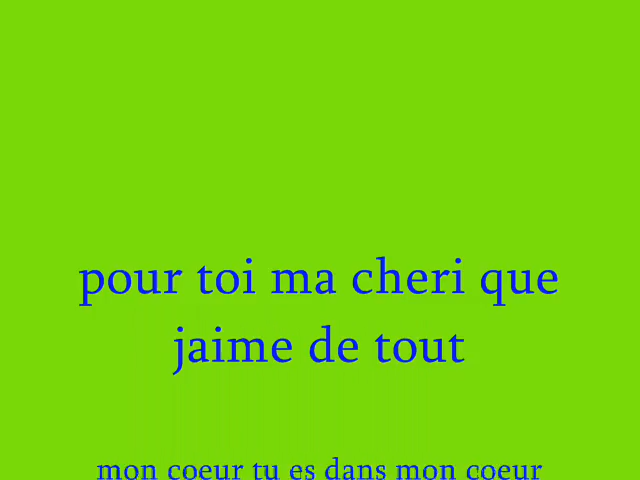 pour toi ma cheri que
jaime de tout
mon coeur tu es dans mon coeur